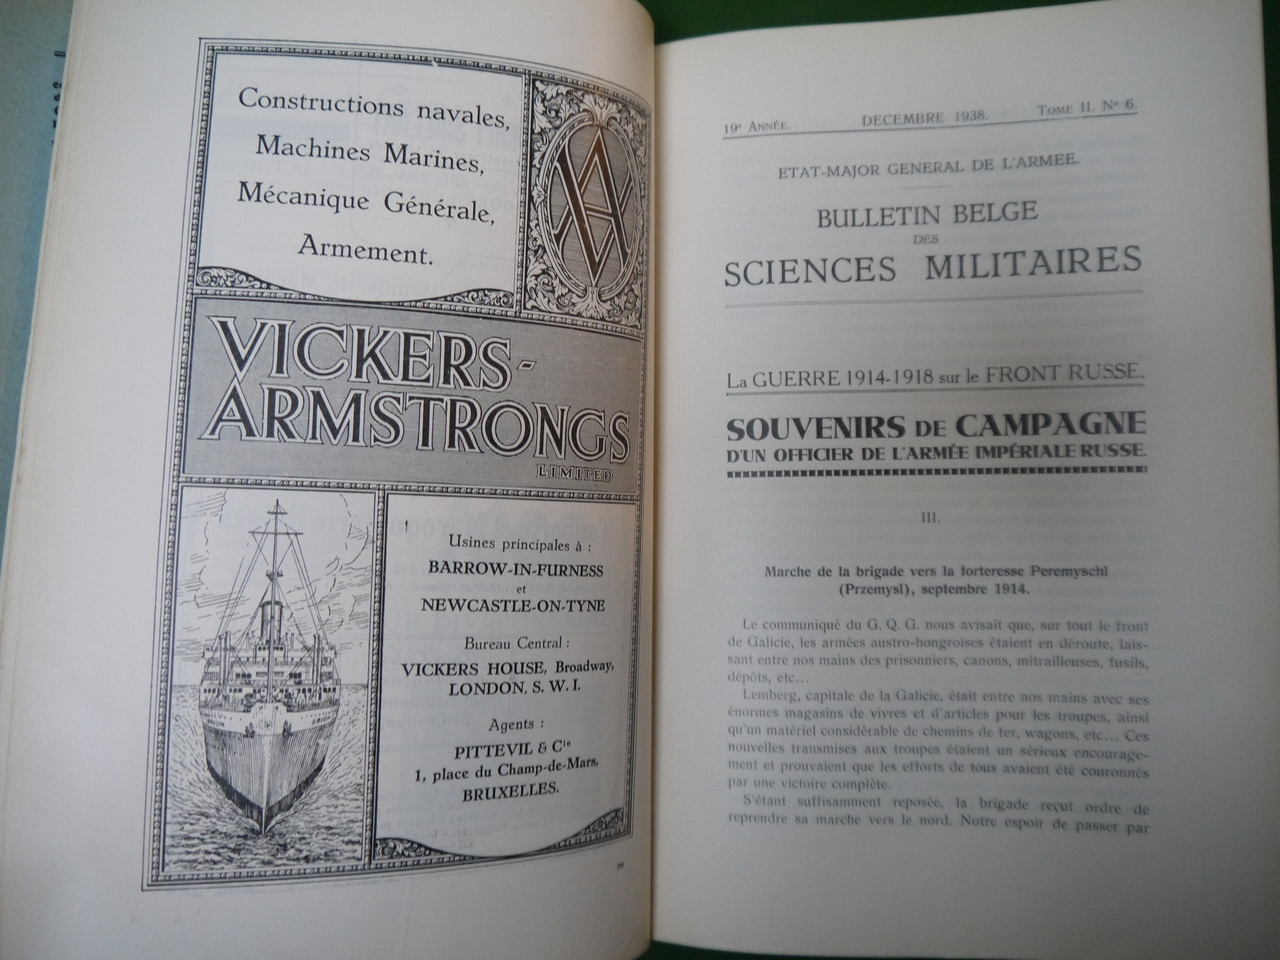 Constructions navales,
Machines Marines,
Mécanique Générale,
Armement.
VICKERS-
ARMSTRONGS
LIMITED
Usines principales à :
BARROW-IN-FURNESS
et
NEWCASTLE-ON-TYNE
Bureau Central :
VICKERS HOUSE, Broadway,
LONDON. S. W. I.
Agents :
PITTEVIL & Cie
1, place du Champ-de-Mars,
BRUXELLES.
19e ANNÉE. DECEMBRE 1938. TOME II. No 6.
ETAT-MAJOR GENERAL DE L'ARMEE.
BULLETIN BELGE
DES
SCIENCES MILITAIRES
La GUERRE 1914-1918 sur le FRONT RUSSE.
SOUVENIRS DE CAMPAGNE
D'UN OFFICIER DE L'ARMÉE IMPÉRIALE RUSSE.
III.
Marche de la brigade vers la forteresse Peremyschl
(Przemysl), septembre 1914.
Le communiqué du G. Q. G. nous avisait que, sur tout le front
de Galicie, les armées austro-hongroises étaient en déroute, lais-
sant entre nos mains des prisonniers, canons, mitrailleuses, fusils,
dépôts, etc...
Lemberg, capitale de la Galicie, était entre nos mains avec ses
énormes magasins de vivres et d'articles pour les troupes, ainsi
qu'un matériel considérable de chemins de fer, wagons, etc... Ces
nouvelles transmises aux troupes étaient un sérieux encourage-
ment et prouvaient que les efforts de tous avaient été couronnés
par une victoire complète.
S'étant suffisamment reposée, la brigade reçut ordre de
reprendre sa marche vers le nord. Notre espoir de passer par